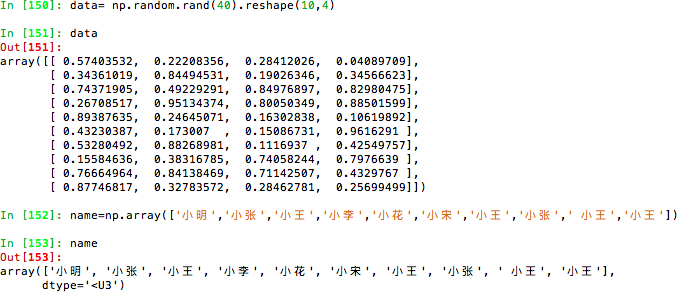 In [150]: data= np.random.rand(40).reshape(10,4)
In [151]: data
Out[151]:
array([[ 0.57403532,  0.22208356,  0.28412026,  0.04089709],
       [ 0.34361019,  0.84494531,  0.19026346,  0.34566623],
       [ 0.74371905,  0.49229291,  0.84976897,  0.82980475],
       [ 0.26708517,  0.95134374,  0.80050349,  0.88501599],
       [ 0.89387635,  0.24645071,  0.16302838,  0.10619892],
       [ 0.43230387,  0.173007  ,  0.15086731,  0.9616291 ],
       [ 0.53280492,  0.88268981,  0.1116937 ,  0.42549757],
       [ 0.15584636,  0.38316785,  0.74058244,  0.7976639 ],
       [ 0.76664964,  0.84138469,  0.71142507,  0.4329767 ],
       [ 0.87746817,  0.32783572,  0.28462781,  0.25699499]])
In [152]: name=np.array(['小明','小张','小王','小李','小花','小宋','小王','小张',' 小王','小王'])
In [153]: name
Out[153]:
array(['小明', '小张', '小王', '小李', '小花', '小宋', '小王', '小张', ' 小王', '小王'],
      dtype='<U3')